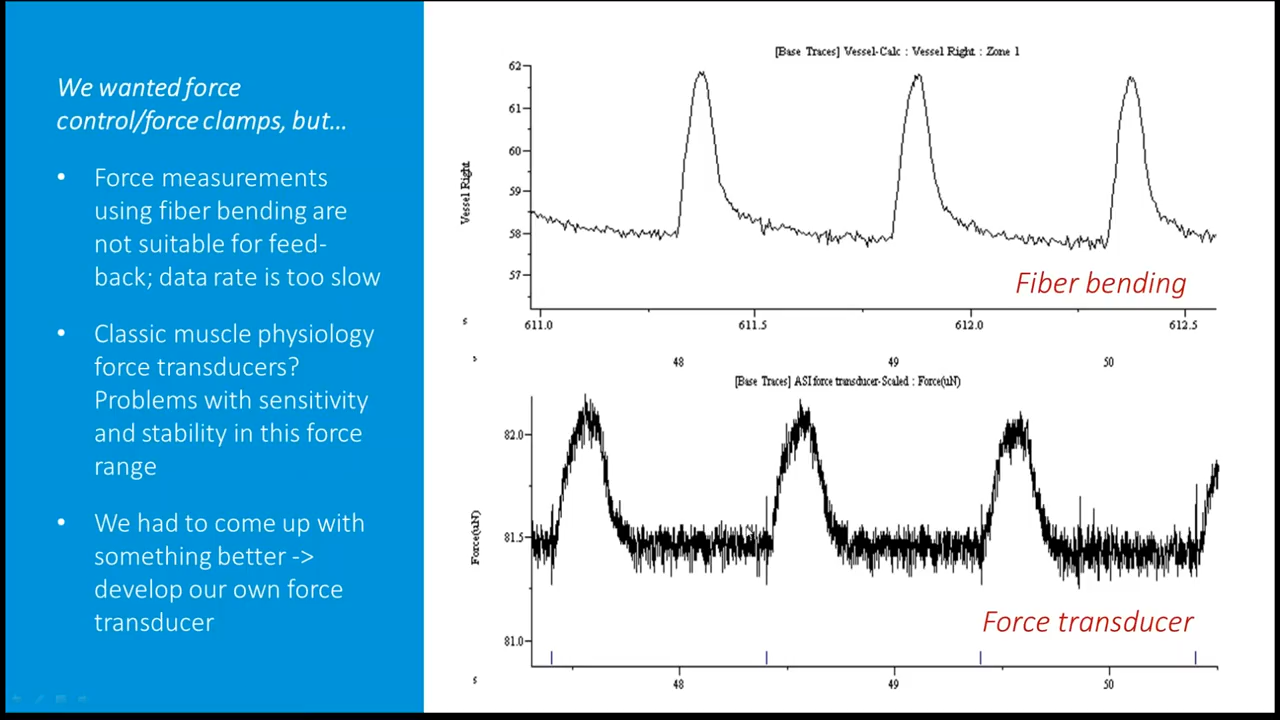 We wanted force
control/force clamps, but...
• Force measurements
using fiber bending are
not suitable for feed-
back; data rate is too slow
• Classic muscle physiology
force transducers?
Problems with sensitivity
and stability in this force
range
• We had to come up with
something better ->
develop our own force
transducer
[Base Traces] Vessel-Calc : Vessel Right : Zone 1
Vessel Right
62
61
60
59
58
57
Fiber bending
s
611.0 611.5 612.0 612.5
s
48 49 50
[Base Traces] ASI force transducer-Scaled : Force(uN)
Force(uN)
82.0
81.5
81.0
Force transducer
s
48 49 50